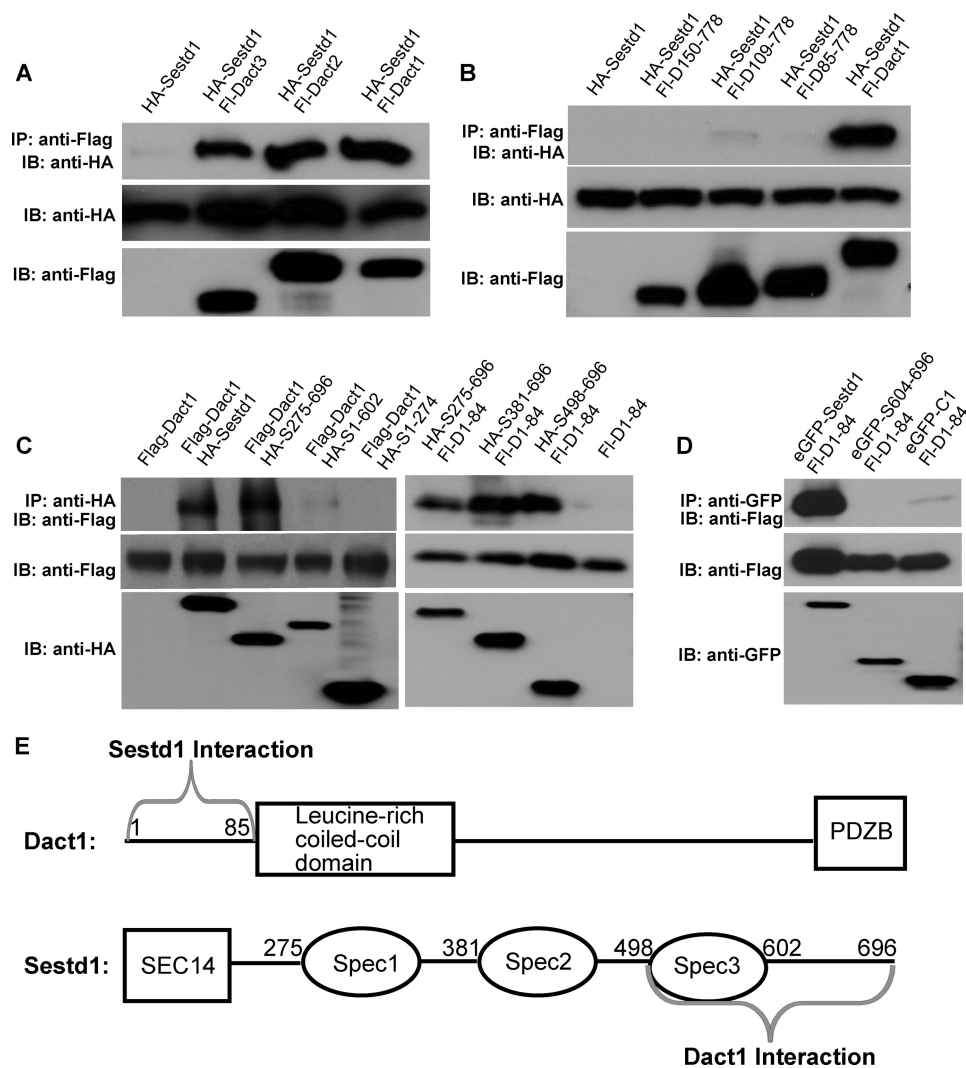 A
HA-Sestd1
HA-Sestd1
Fl-Dact3
HA-Sestd1
Fl-Dact2
HA-Sestd1
Fl-Dact1
IP: anti-Flag
IB: anti-HA
IB: anti-HA
IB: anti-Flag
B
HA-Sestd1
HA-Sestd1
Fl-D150-778
HA-Sestd1
Fl-D109-778
HA-Sestd1
Fl-D85-778
HA-Sestd1
Fl-Dact1
IP: anti-Flag
IB: anti-HA
IB: anti-HA
IB: anti-Flag
C
Flag-Dact1
Flag-Dact1
HA-Sestd1
Flag-Dact1
HA-S275-696
Flag-Dact1
HA-S1-602
Flag-Dact1
HA-S1-274
HA-S275-696
Fl-D1-84
HA-S381-696
Fl-D1-84
HA-S498-696
Fl-D1-84
Fl-D1-84
IP: anti-HA
IB: anti-Flag
IB: anti-Flag
IB: anti-HA
D
eGFP-Sestd1
Fl-D1-84
eGFP-S604-696
Fl-D1-84
eGFP-C1
Fl-D1-84
IP: anti-GFP
IB: anti-Flag
IB: anti-Flag
IB: anti-GFP
E
Sestd1 Interaction
Dact1:
1 85
Leucine-rich
coiled-coil
domain
PDZB
Sestd1:
SEC14
275
Spec1
381
Spec2
498
Spec3
602
696
Dact1 Interaction